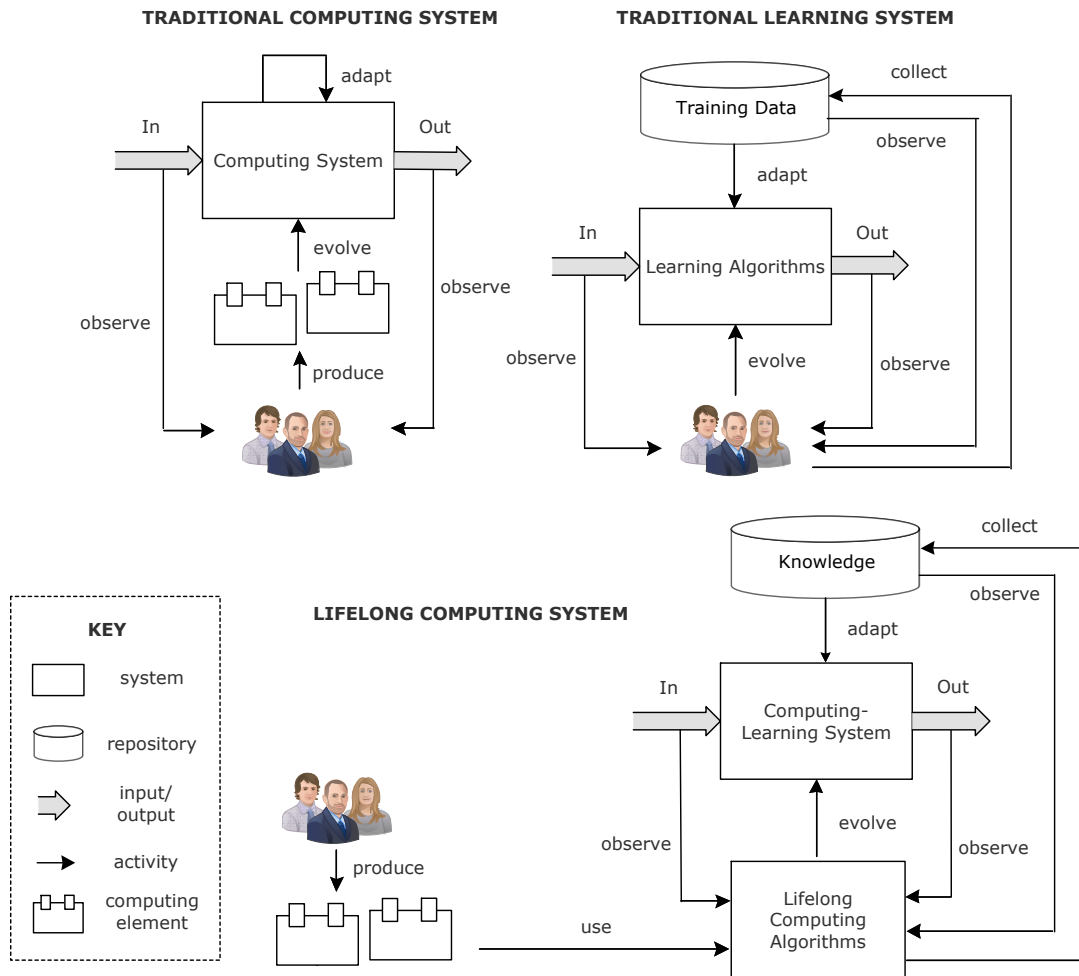 TRADITIONAL COMPUTING SYSTEM
adapt
In
Out
Computing System
evolve
observe
observe
produce
TRADITIONAL LEARNING SYSTEM
collect
Training Data
observe
adapt
In
Out
Learning Algorithms
observe
evolve
observe
LIFELONG COMPUTING SYSTEM
collect
Knowledge
observe
adapt
In
Out
Computing-
Learning System
evolve
observe
observe
produce
use
Lifelong
Computing
Algorithms
KEY
system
repository
input/
output
activity
computing
element